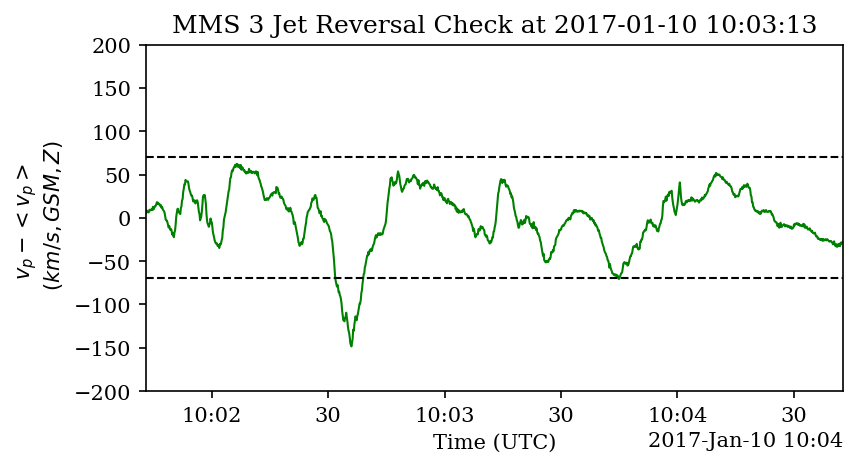 MMS 3 Jet Reversal Check at 2017-01-10 10:03:13
200
150
100
50
0
−50
−100
−150
−200
v_p − < v_p >
(km/s, GSM, Z)
10:02 30 10:03 30 10:04 30
Time (UTC) 2017-Jan-10 10:04